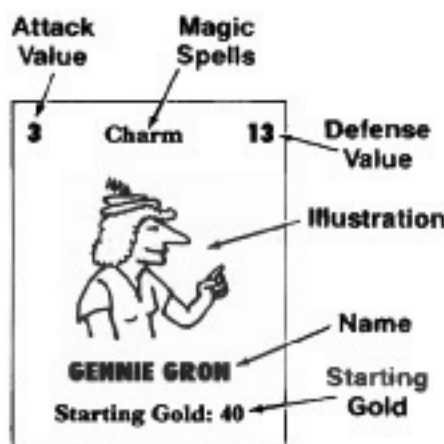 Attack
Value
Magic
Spells
3 Charm 13
Defense
Value
Illustration
Name
GENNIE GRON
Starting
Gold
Starting Gold: 40